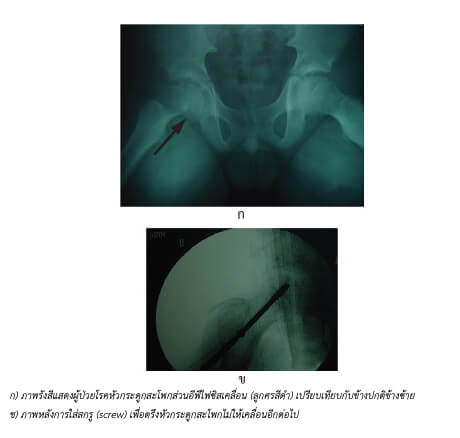 ก
ข
ก) ภาพรังสีแสดงผู้ป่วยโรคหัวกระดูกสะโพกส่วนอีพีไฟซิสเคลื่อน (ลูกศรสีดำ) เปรียบเทียบกับข้างปกติข้างซ้าย
ข) ภาพหลังการใส่สกรู (screw) เพื่อตรึงหัวกระดูกสะโพกไม่ให้เคลื่อนอีกต่อไป